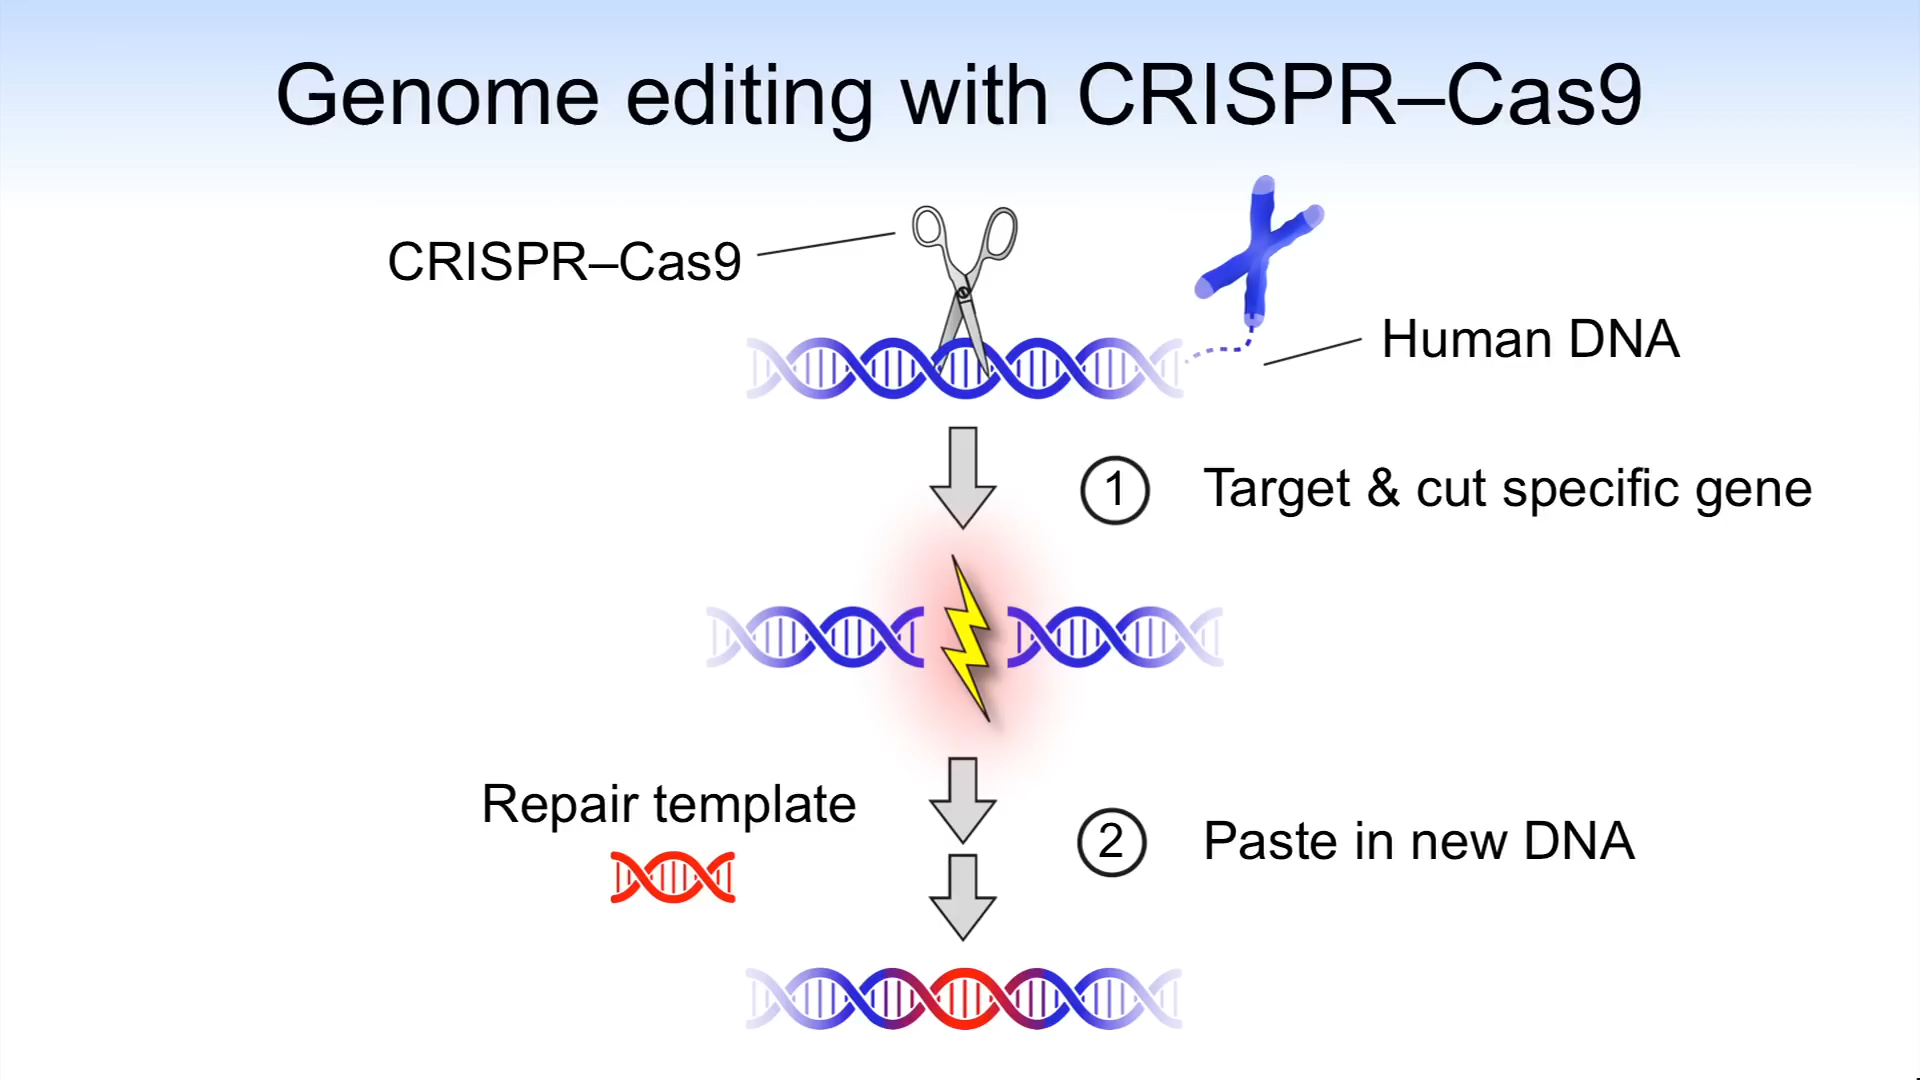 Genome editing with CRISPR–Cas9
CRISPR–Cas9
Human DNA
1 Target & cut specific gene
Repair template
2 Paste in new DNA